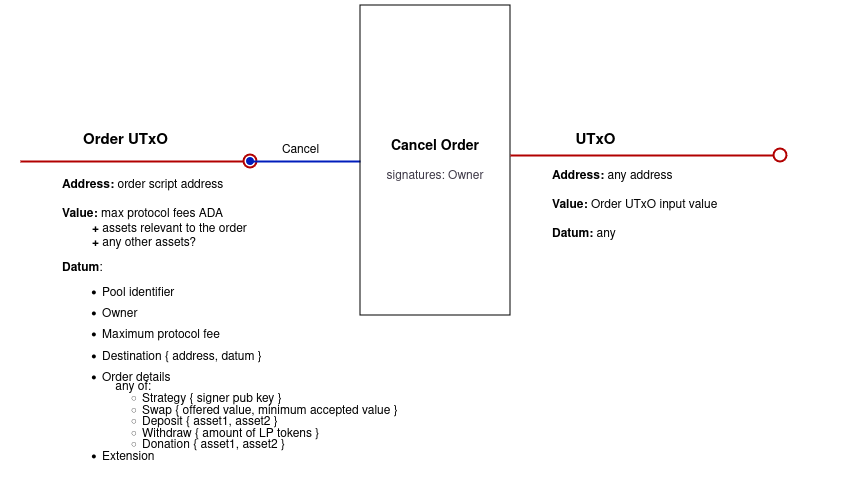 Order UTxO
Cancel
Address: order script address
Value: max protocol fees ADA
+ assets relevant to the order
+ any other assets?
Datum:
• Pool identifier
• Owner
• Maximum protocol fee
• Destination { address, datum }
• Order details
any of:
○ Strategy { signer pub key }
○ Swap { offered value, minimum accepted value }
○ Deposit { asset1, asset2 }
○ Withdraw { amount of LP tokens }
○ Donation { asset1, asset2 }
• Extension
Cancel Order
signatures: Owner
UTxO
Address: any address
Value: Order UTxO input value
Datum: any